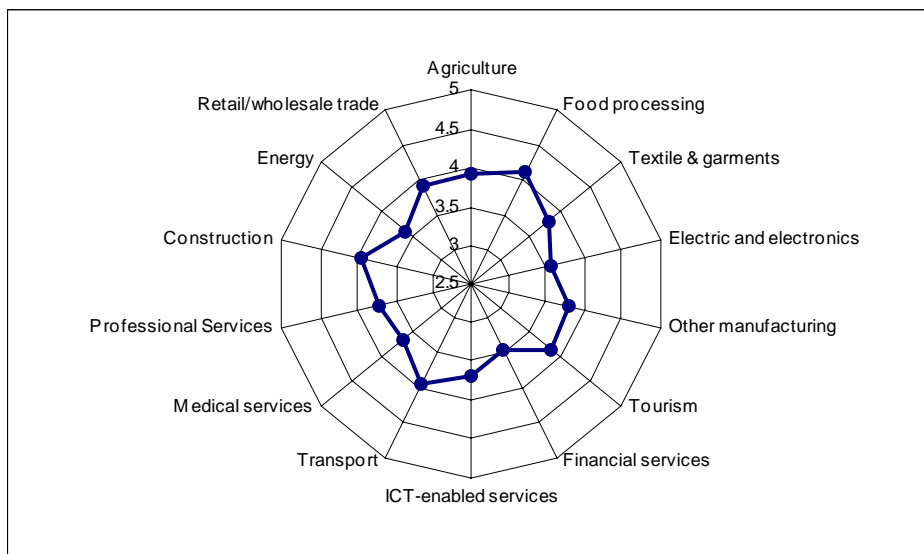 Agriculture
5
Retail/wholesale trade
Food processing
4.5
Energy
Textile & garments
4
3.5
Construction
Electric and electronics
3
2.5
Professional Services
Other manufacturing
Medical services
Tourism
Transport
Financial services
ICT-enabled services